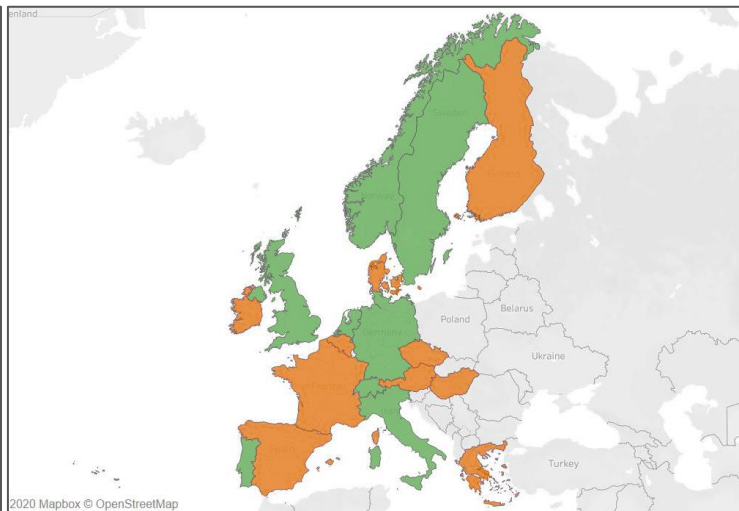 enland
Sweden
Norway
Finland
Belarus
Poland
Germany
Ukraine
France
Spain
Turkey
2020 Mapbox © OpenStreetMap